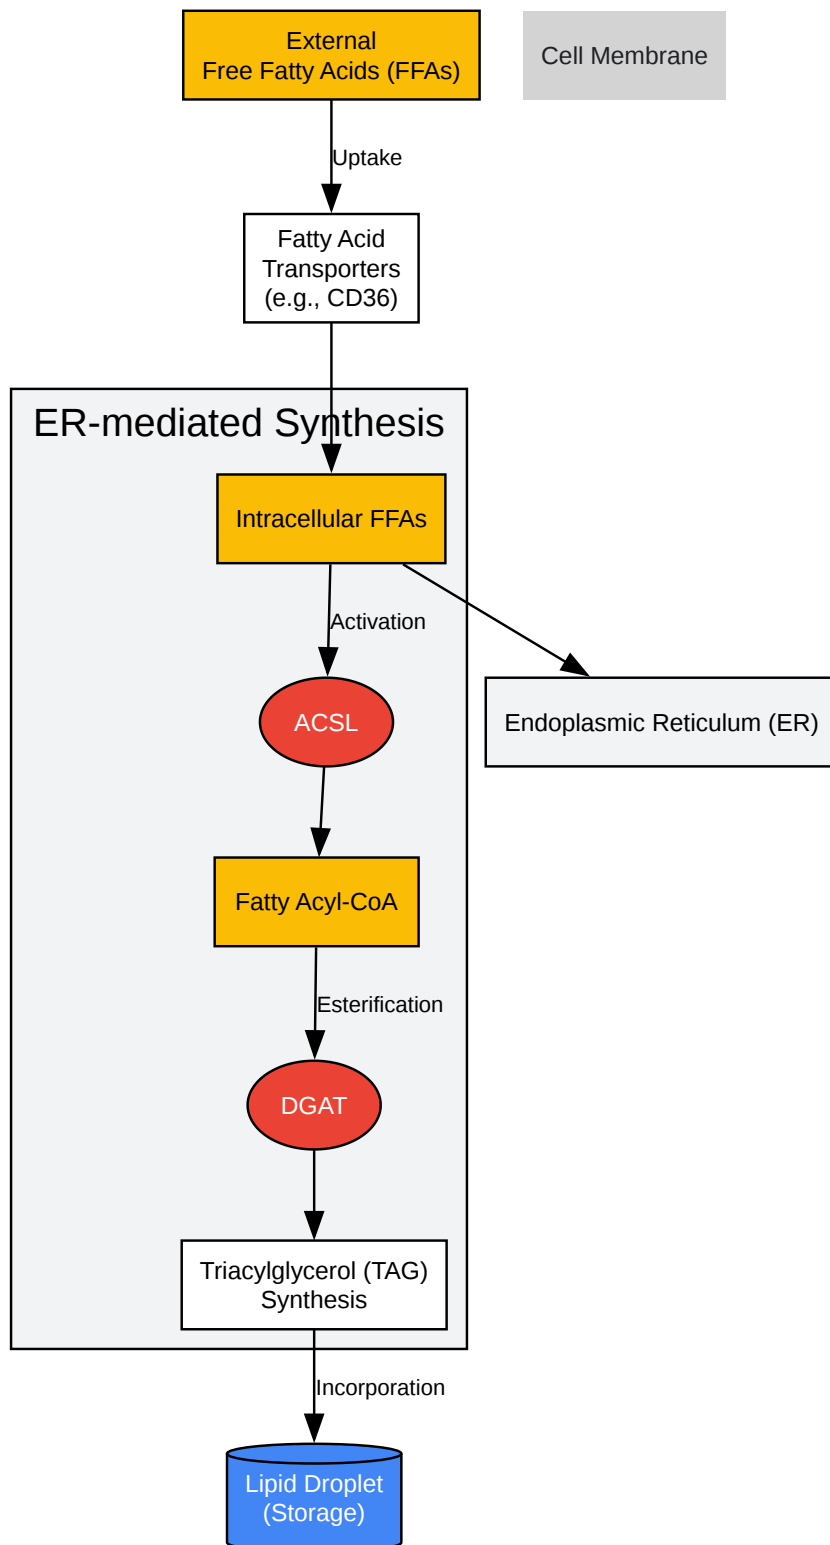 External
Free Fatty Acids (FFAs)
Cell Membrane
Uptake
Fatty Acid
Transporters
(e.g., CD36)
ER-mediated Synthesis
Intracellular FFAs
Activation
ACSL
Endoplasmic Reticulum (ER)
Fatty Acyl-CoA
Esterification
DGAT
Triacylglycerol (TAG)
Synthesis
Incorporation
Lipid Droplet
(Storage)